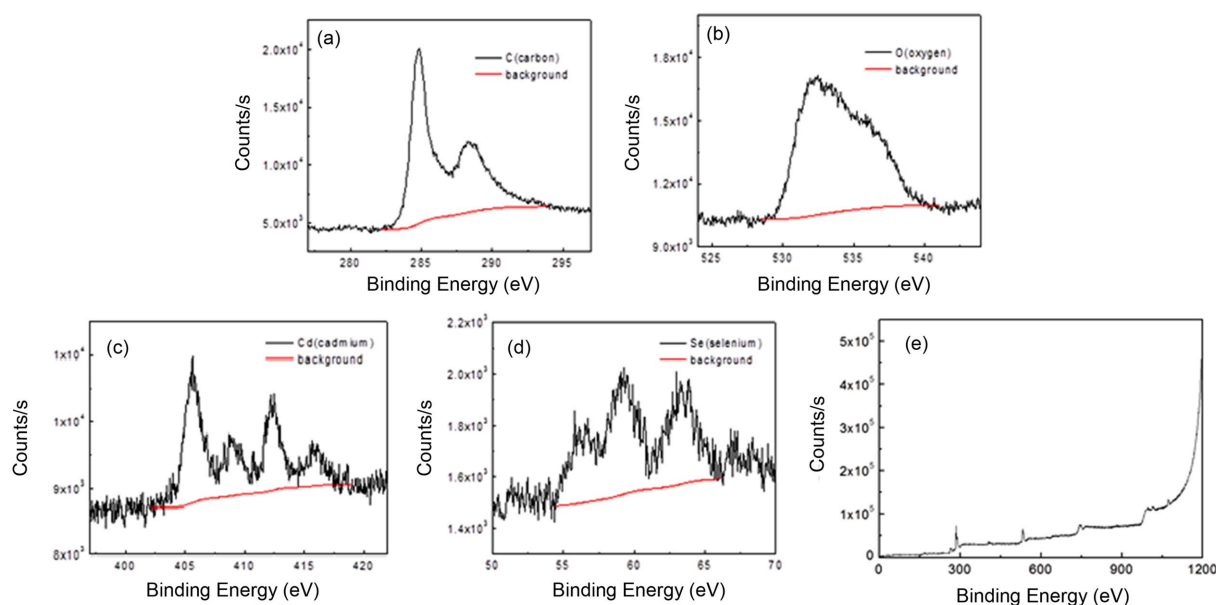 (a)
C(carbon)
background
2.0x10⁴
1.5x10⁴
1.0x10⁴
5.0x10³
Counts/s
280 285 290 295
Binding Energy (eV)
(b)
O(oxygen)
background
1.7x10⁴
1.5x10⁴
1.1x10⁴
9.0x10³
Counts/s
525 530 535 540
Binding Energy (eV)
(c)
Cd(cadmium)
background
1x10⁴
1x10⁴
9x10³
8x10³
Counts/s
400 405 410 415 420
Binding Energy (eV)
(d)
Se(selenium)
background
2.2x10³
2.0x10³
1.8x10³
1.6x10³
1.4x10³
Counts/s
50 55 60 65 70
Binding Energy (eV)
(e)
5x10⁵
4x10⁵
3x10⁵
2x10⁵
1x10⁵
0
Counts/s
0 300 600 900 1200
Binding Energy (eV)